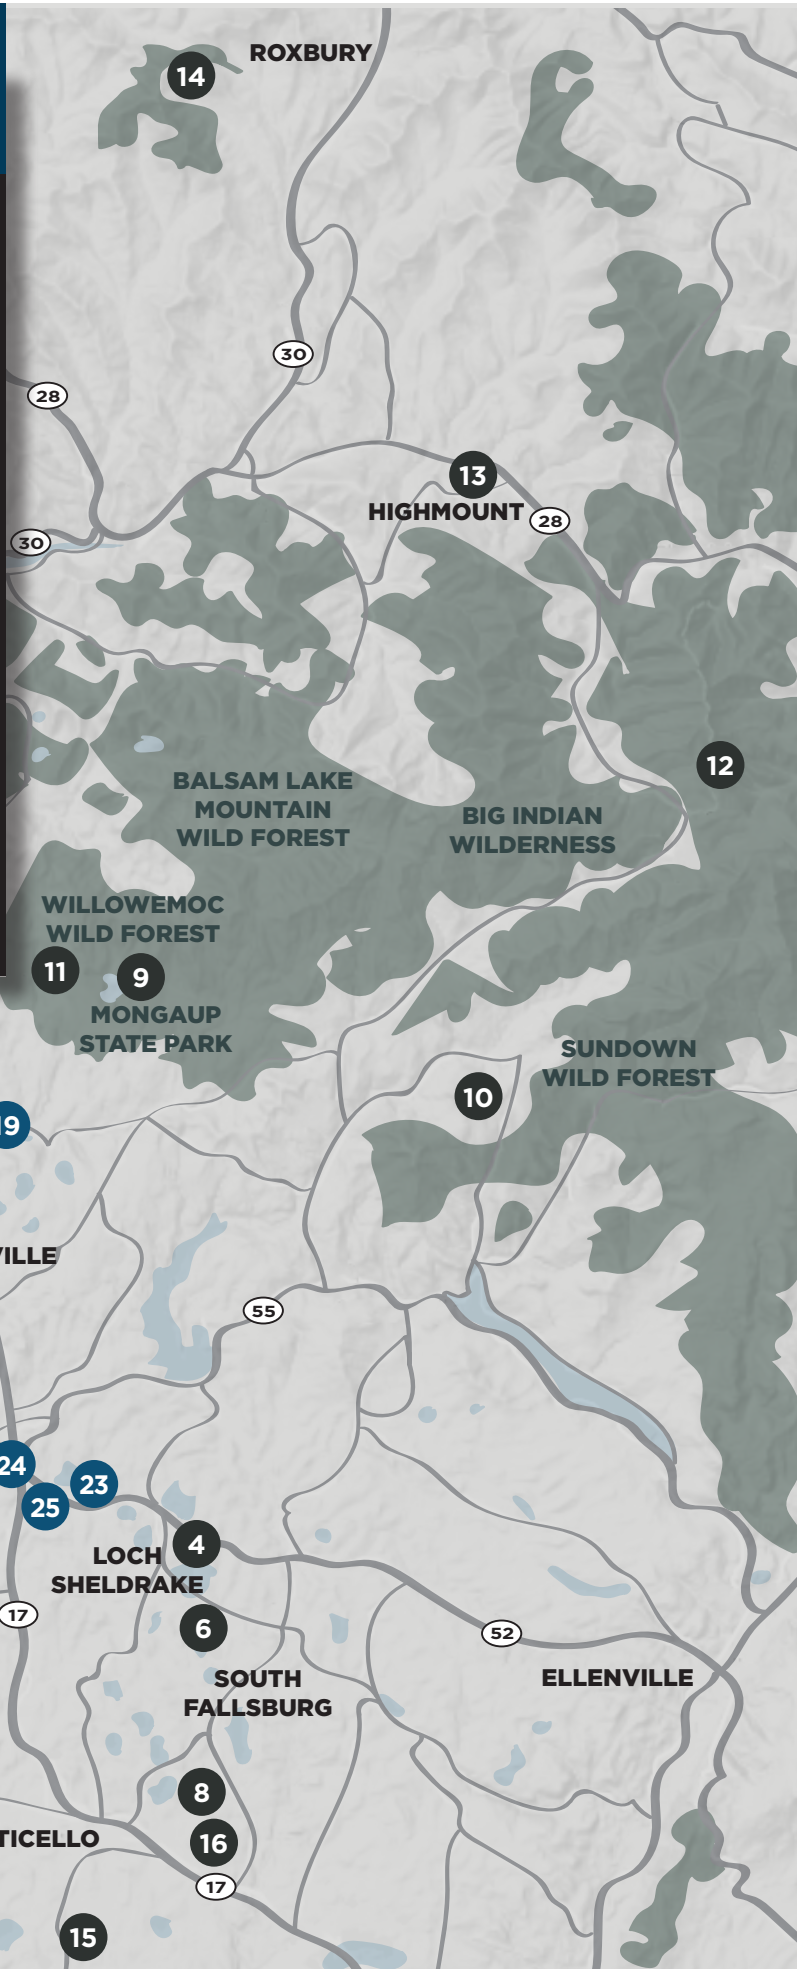 ROXBURY
14
30
28
13
HIGHMOUNT
28
30
12
BALSAM LAKE
MOUNTAIN
WILD FOREST
BIG INDIAN
WILDERNESS
WILLOWEMOC
WILD FOREST
11
9
MONGAUP
STATE PARK
SUNDOWN
WILD FOREST
10
19
VILLE
55
24
23
25
4
LOCH
SHELDRAKE
17
6
52
SOUTH
FALLSBURG
ELLENVILLE
8
TICELLO
16
17
15